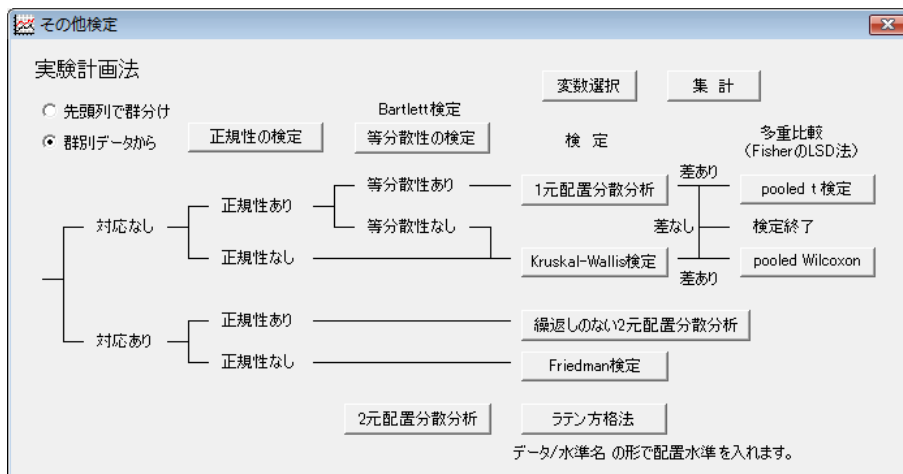 その他検定
実験計画法
変数選択
集 計
先頭列で群分け
群別データから
正規性の検定
Bartlett検定
等分散性の検定
検 定
多重比較
(FisherのLSD法)
対応なし
正規性あり
等分散性あり
1元配置分散分析
差あり
pooled t 検定
等分散性なし
差なし
検定終了
正規性なし
Kruskal-Wallis検定
差あり
pooled Wilcoxon
対応あり
正規性あり
繰返しのない2元配置分散分析
正規性なし
Friedman検定
2元配置分散分析
ラテン方格法
データ/水準名 の形で配置水準を入れます。